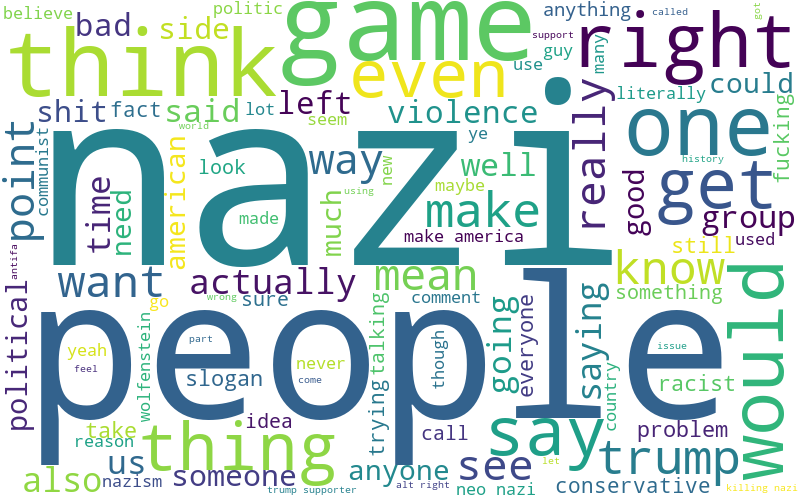 believe
politic
anything
called
got
bad
side
think
game
guy
support
many
right
even
use
literally
could
shit
fact
said
lot
left
seem
violence
ye
one
fucking
world
communist
point
time
need
american
look
way
well
really
history
new
maybe
using
nazi
get
good
group
made
much
make
make america
still
used
antifa
want
actually
mean
know
something
go
wrong
sure
comment
going
everyone
saying
would
political
wolfenstein
people
yeah
part
feel
slogan
never
come
talking
though
country
issue
racist
take
reason
idea
trying
call
say
problem
thing
also
us
nazism
someone
anyone
see
trump
let
trump supporter
alt right
neo nazi
conservative
killing nazi